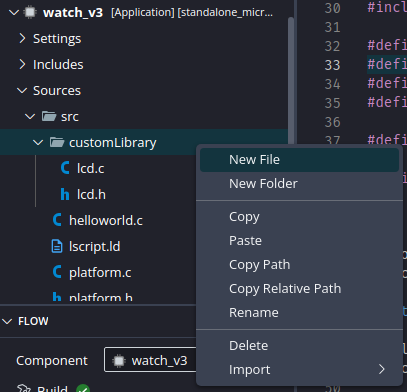 watch_v3 [Application] [standalone_micr...
Settings
Includes
Sources
src
customLibrary
C lcd.c
h lcd.h
C helloworld.c
lscript.ld
C platform.c
h platform.h
FLOW
Component watch_v3
Build
New File
New Folder
Copy
Paste
Copy Path
Copy Relative Path
Rename
Delete
Import
30 #incl
31
32 #defi
33 #defi
34 #defi
35 #defi
36
37 #defi
50